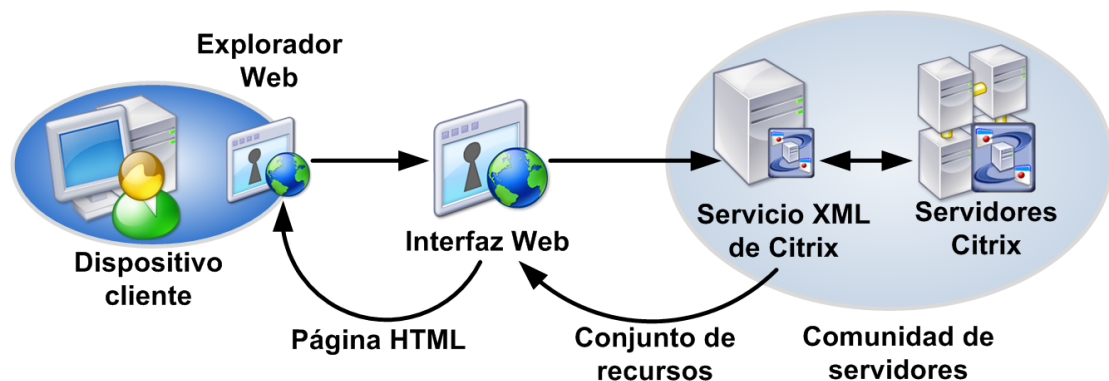 Explorador
Web
Dispositivo
cliente
Interfaz Web
Servicio XML
de Citrix
Servidores
Citrix
Página HTML
Conjunto de
recursos
Comunidad de
servidores